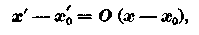 x′ − x′₀ = O (x − x₀),